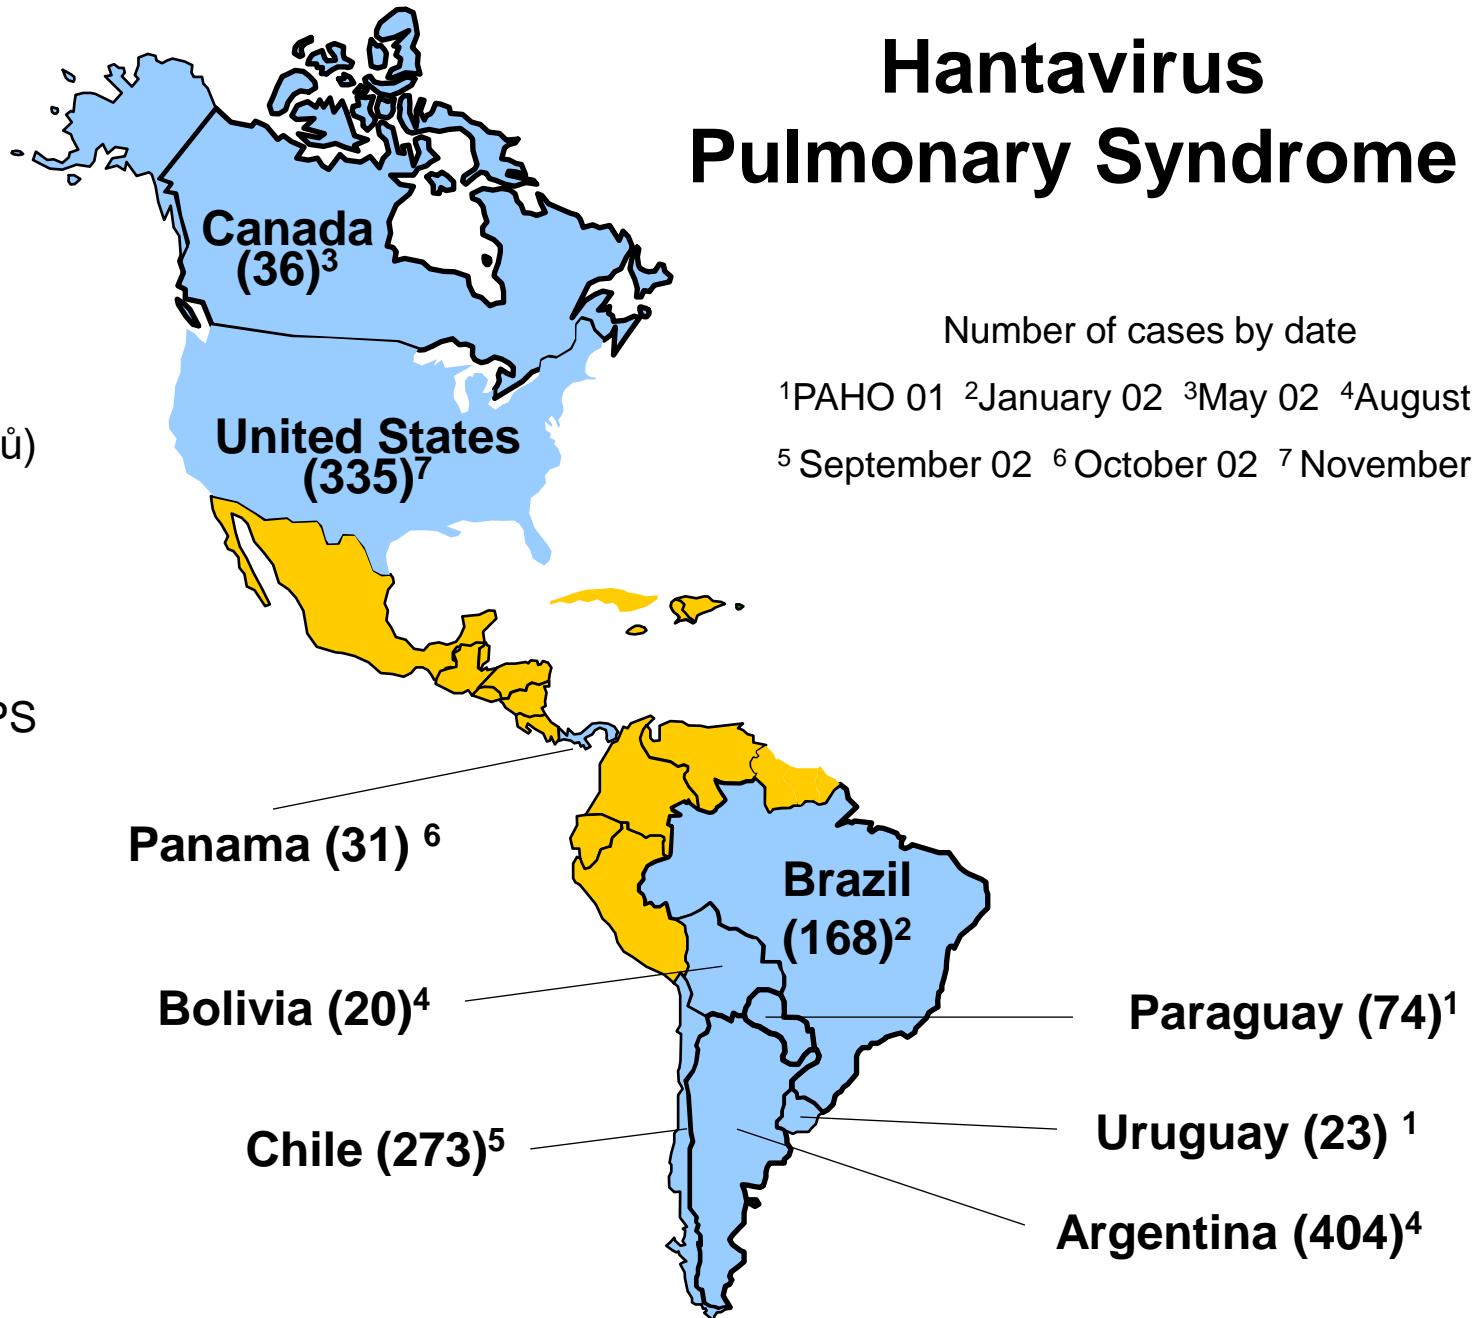 Hantavirus
Pulmonary Syndrome
Canada
(36)³
Number of cases by date
¹PAHO 01 ²January 02 ³May 02 ⁴August
⁵ September 02 ⁶ October 02 ⁷ November
United States
(335)⁷
ů)
PS
Panama (31) ⁶
Brazil
(168)²
Bolivia (20)⁴
Paraguay (74)¹
Chile (273)⁵
Uruguay (23) ¹
Argentina (404)⁴